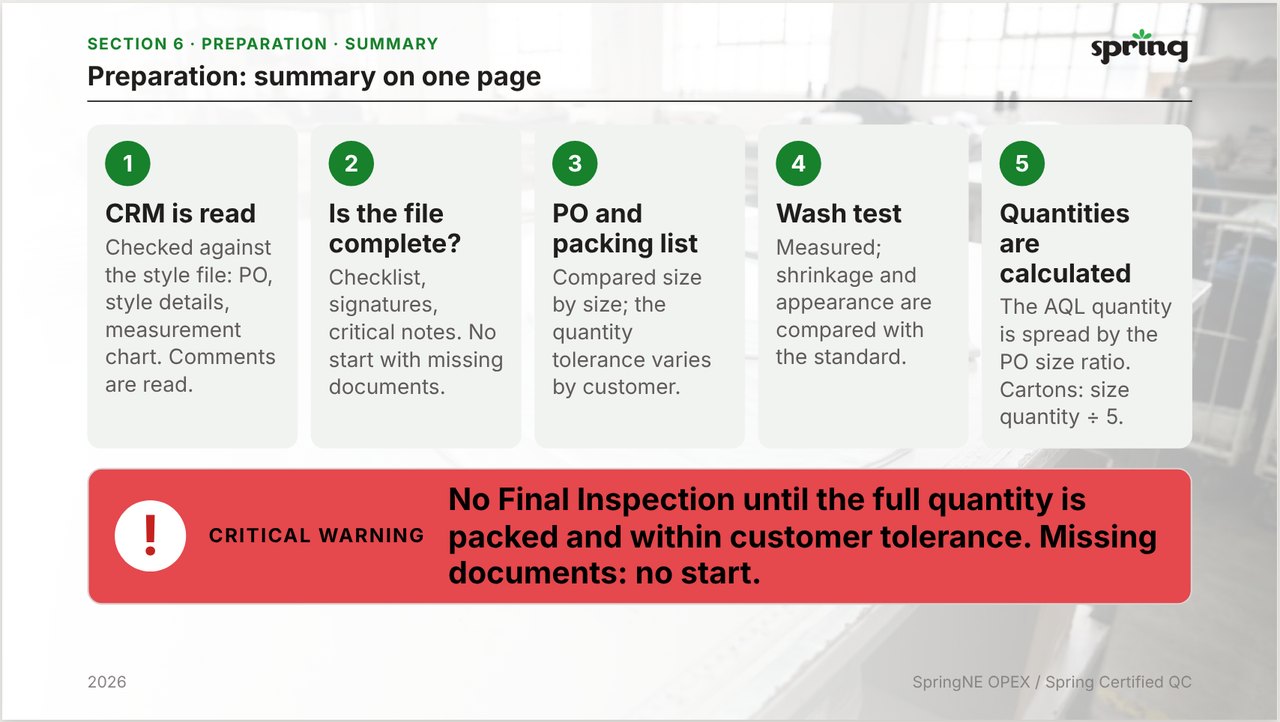 SECTION 6 · PREPARATION · SUMMARY
spring
Preparation: summary on one page
1
CRM is read
Checked against
the style file: PO,
style details,
measurement
chart. Comments
are read.
2
Is the file
complete?
Checklist,
signatures,
critical notes. No
start with missing
documents.
3
PO and
packing list
Compared size
by size; the
quantity
tolerance varies
by customer.
4
Wash test
Measured;
shrinkage and
appearance are
compared with
the standard.
5
Quantities
are
calculated
The AQL quantity
is spread by the
PO size ratio.
Cartons: size
quantity ÷ 5.
!
CRITICAL WARNING
No Final Inspection until the full quantity is
packed and within customer tolerance. Missing
documents: no start.
2026
SpringNE OPEX / Spring Certified QC